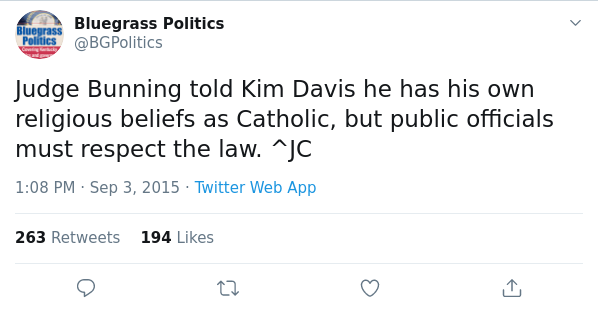 Bluegrass Politics
@BGPolitics
Bluegrass
Politics
Judge Bunning told Kim Davis he has his own
religious beliefs as Catholic, but public officials
must respect the law. ^JC
1:08 PM · Sep 3, 2015 · Twitter Web App
263 Retweets 194 Likes